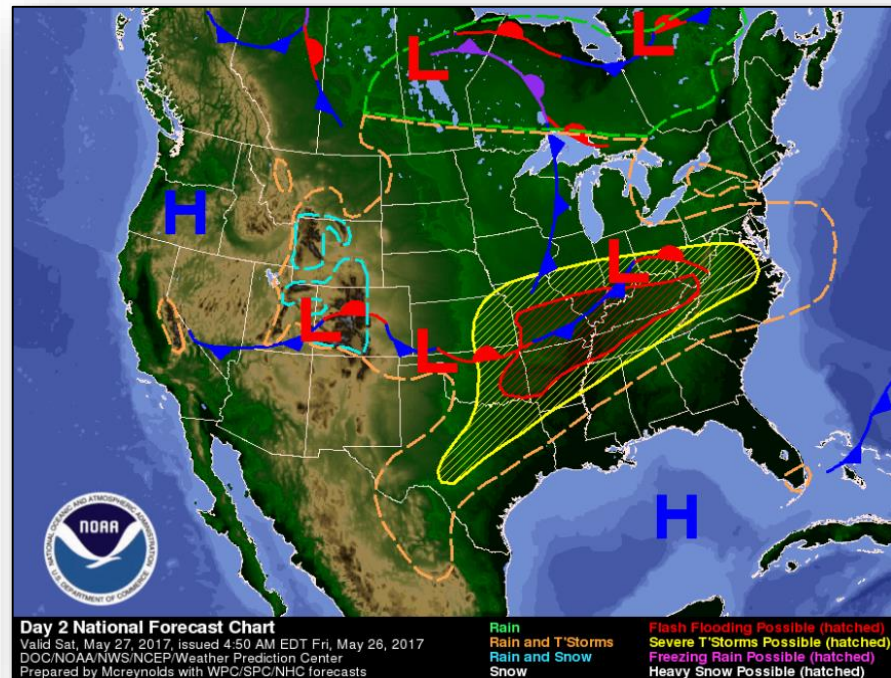 L
L
H
L
L
L
H
NATIONAL OCEANIC AND ATMOSPHERIC ADMINISTRATION
NOAA
U.S. DEPARTMENT OF COMMERCE
Day 2 National Forecast Chart
Valid Sat, May 27, 2017, issued 4:50 AM EDT Fri, May 26, 2017
DOC/NOAA/NWS/NCEP/Weather Prediction Center
Prepared by Mcreynolds with WPC/SPC/NHC forecasts
Rain
Rain and T'Storms
Rain and Snow
Snow
Flash Flooding Possible (hatched)
Severe T'Storms Possible (hatched)
Freezing Rain Possible (hatched)
Heavy Snow Possible (hatched)